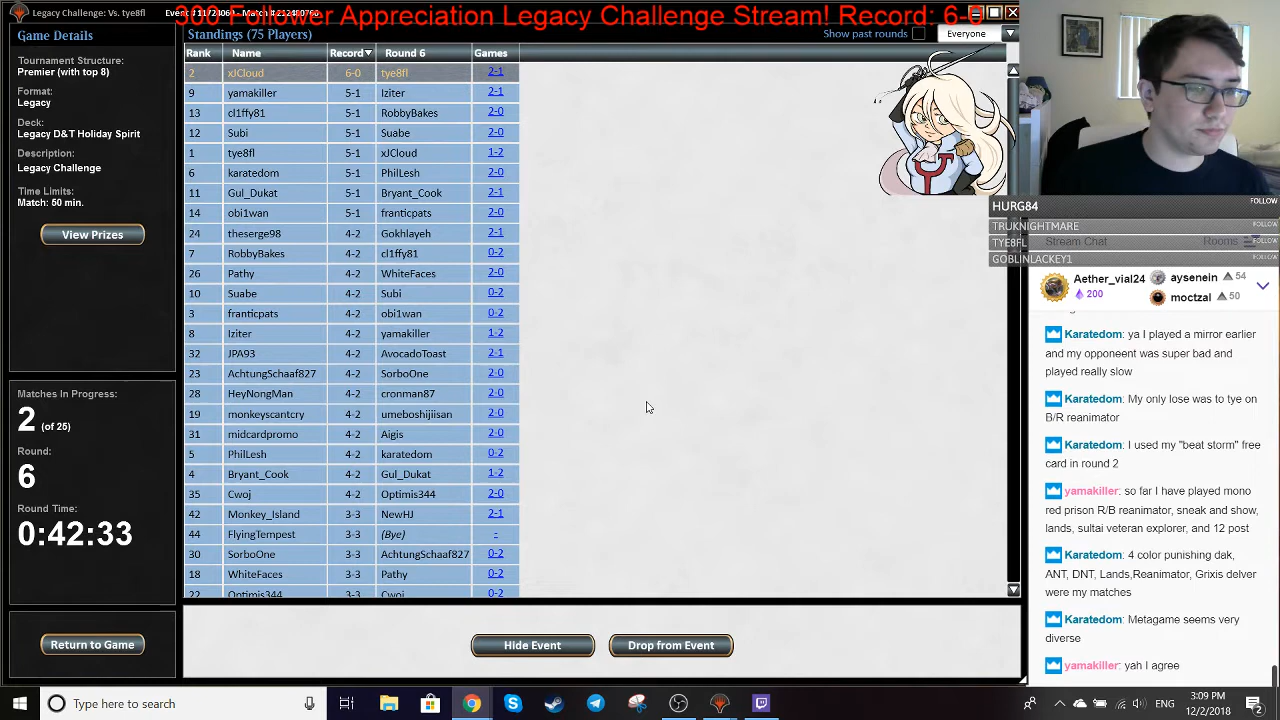 Legacy Challenge: Vs. tye8fl
Appreciation Legacy Challenge Stream! Record: 6-0
Game Details
Standings (75 Players)
Show past rounds
Everyone
Tournament Structure:
Premier (with top 8)
Format:
Legacy
Deck:
Legacy D&T Holiday Spirit
Description:
Legacy Challenge
Time Limits:
Match: 50 min.
View Prizes
Matches In Progress:
2 (of 25)
Round:
6
Round Time:
0:42:33
Return to Game
Rank Name Record Round 6 Games
2 xJCloud 6-0 tye8fl 2-1
9 yamakiller 5-1 Iziter 2-1
13 cl1ffy81 5-1 RobbyBakes 2-0
12 Subi 5-1 Suabe 2-0
1 tye8fl 5-1 xJCloud 1-2
6 karatedom 5-1 PhilLesh 2-0
11 Gul_Dukat 5-1 Bryant_Cook 2-1
14 obi1wan 5-1 franticpats 2-0
24 theserge98 4-2 Gokhlayeh 2-1
7 RobbyBakes 4-2 cl1ffy81 0-2
26 Pathy 4-2 WhiteFaces 2-0
10 Suabe 4-2 Subi 0-2
3 franticpats 4-2 obi1wan 0-2
8 Iziter 4-2 yamakiller 1-2
32 JPA93 4-2 AvocadoToast 2-1
23 AchtungSchaaf827 4-2 SorboOne 2-0
28 HeyNongMan 4-2 cronman87 2-0
19 monkeyscantcry 4-2 umeboshijiisan 2-0
31 midcardpromo 4-2 Aigis 2-0
5 PhilLesh 4-2 karatedom 0-2
4 Bryant_Cook 4-2 Gul_Dukat 1-2
35 Cwoj 4-2 Optimis344 2-0
42 Monkey_Island 3-3 NewHJ 2-1
44 FlyingTempest 3-3 (Bye) -
30 SorboOne 3-3 AchtungSchaaf827 0-2
18 WhiteFaces 3-3 Pathy 0-2
22 Optimis344 3-3 Cwoj 0-2
Hide Event
Drop from Event
HURG84 FOLLOW
TRUKNIGHTMARE FOLLOW
TYE8FL FOLLOW
Stream Chat
Rooms
GOBLINLACKEY1 FOLLOW
Aether_vial24
200
aysenein 54
moctzal 50
Karatedom: ya I played a mirror earlier
and my opponent was super bad and
played really slow
Karatedom: My only lose was to tye on
B/R reanimator
Karatedom: I used my "beat storm" free
card in round 2
yamakiller: so far I have played mono
red prison R/B reanimator, sneak and show,
lands, sultai veteran explorer, and 12 post
Karatedom: 4 color punishing dak,
ANT, DNT, Lands,Reanimator, Grixis delver
were my matches
Karatedom: Metagame seems very
diverse
yamakiller: yah I agree
Type here to search
ENG
3:09 PM
12/2/2018
2